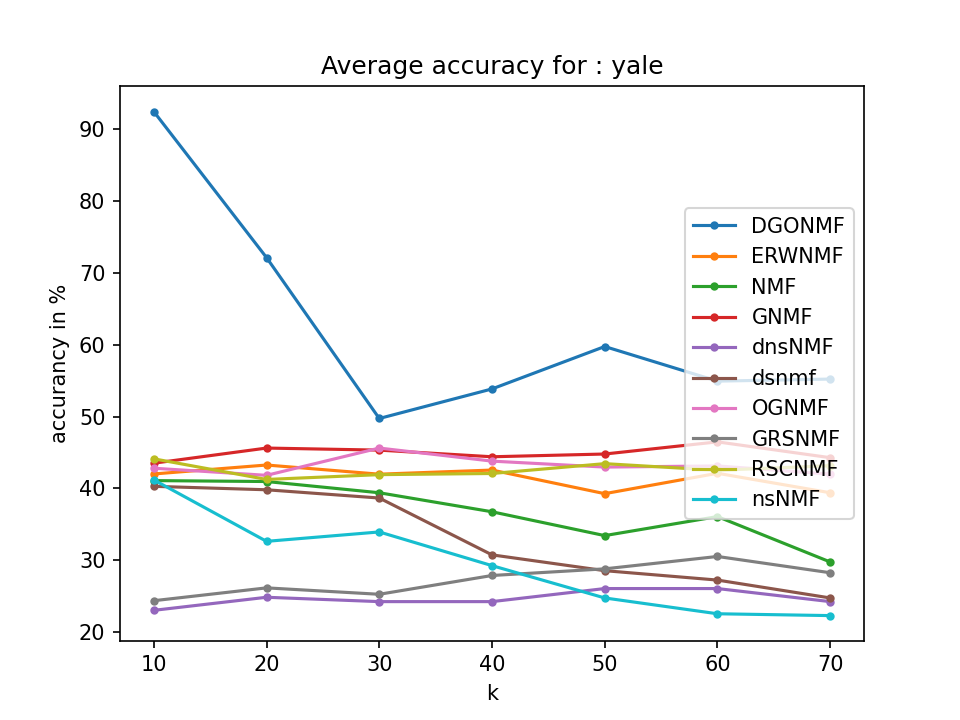 Average accuracy for : yale
accurancy in %
90
80
70
60
50
40
30
20
10 20 30 40 50 60 70
k
DGONMF
ERWNMF
NMF
GNMF
dnsNMF
dsnmf
OGNMF
GRSNMF
RSCNMF
nsNMF